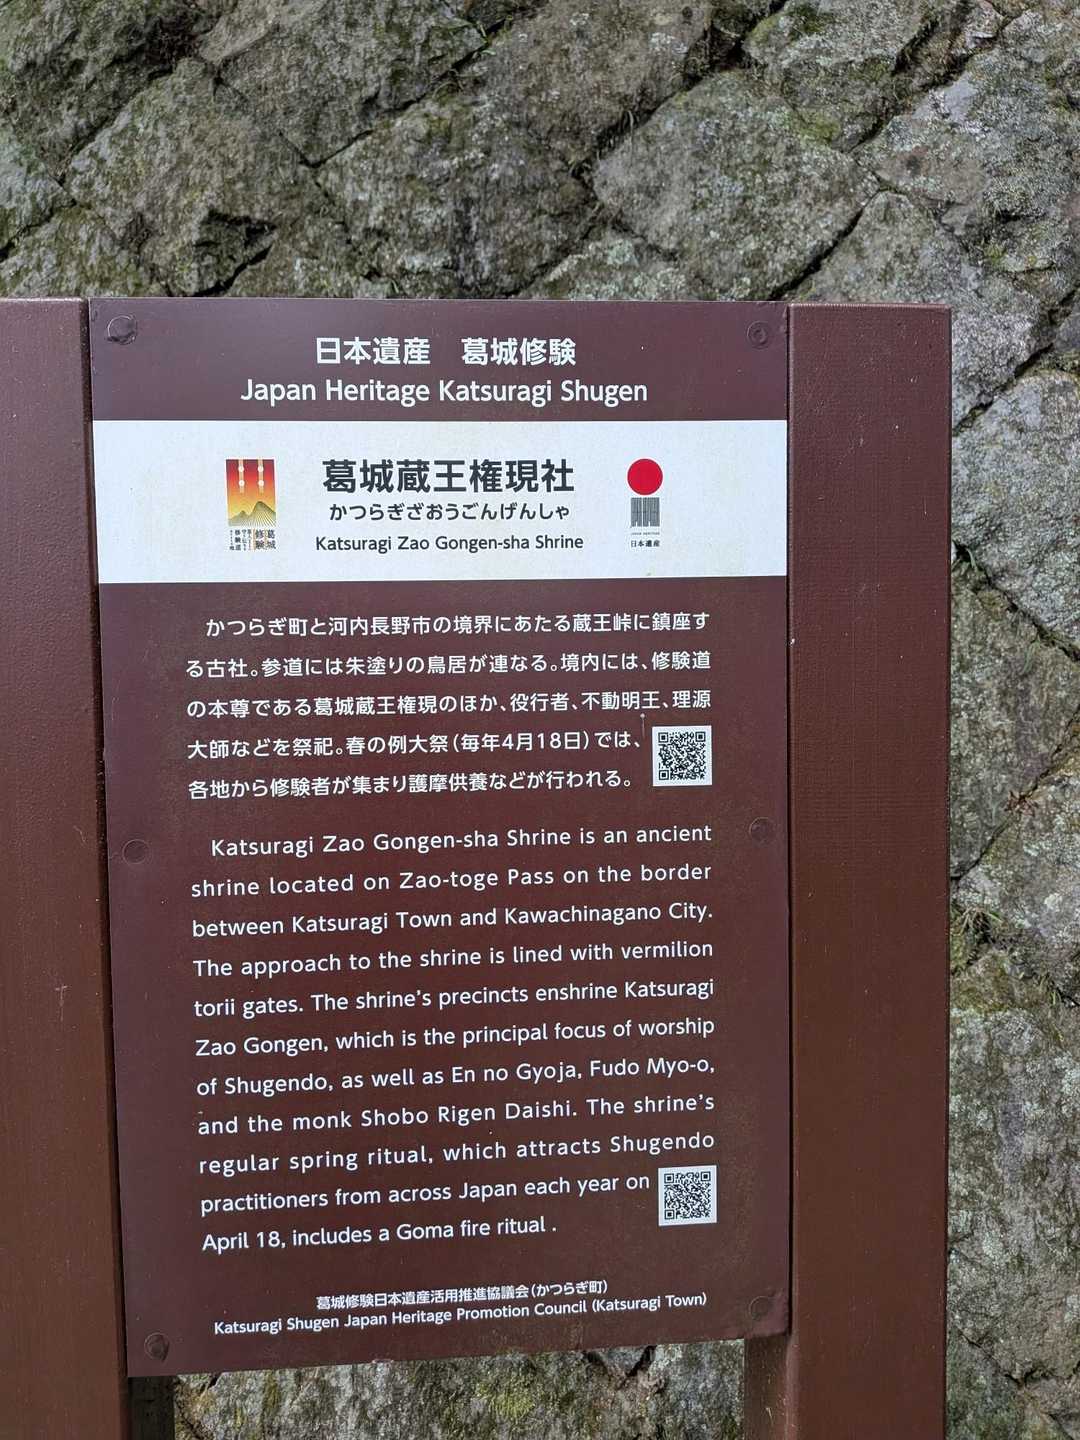 日本遺産　葛城修験
Japan Heritage Katsuragi Shugen
葛城蔵王権現社
かつらぎざおうごんげんしゃ
Katsuragi Zao Gongen-sha Shrine
葛城
修験
JAPAN HERITAGE
日本遺産
かつらぎ町と河内長野市の境界にあたる蔵王峠に鎮座す
る古社。参道には朱塗りの鳥居が連なる。境内には、修験道
の本尊である葛城蔵王権現のほか、役行者、不動明王、理源
大師などを祭祀。春の例大祭（毎年4月18日）では、
各地から修験者が集まり護摩供養などが行われる。
Katsuragi Zao Gongen-sha Shrine is an ancient
shrine located on Zao-toge Pass on the border
between Katsuragi Town and Kawachinagano City.
The approach to the shrine is lined with vermilion
torii gates. The shrine's precincts enshrine Katsuragi
Zao Gongen, which is the principal focus of worship
of Shugendo, as well as En no Gyoja, Fudo Myo-o,
and the monk Shobo Rigen Daishi. The shrine's
regular spring ritual, which attracts Shugendo
practitioners from across Japan each year on
April 18, includes a Goma fire ritual .
葛城修験日本遺産活用推進協議会（かつらぎ町）
Katsuragi Shugen Japan Heritage Promotion Council (Katsuragi Town)